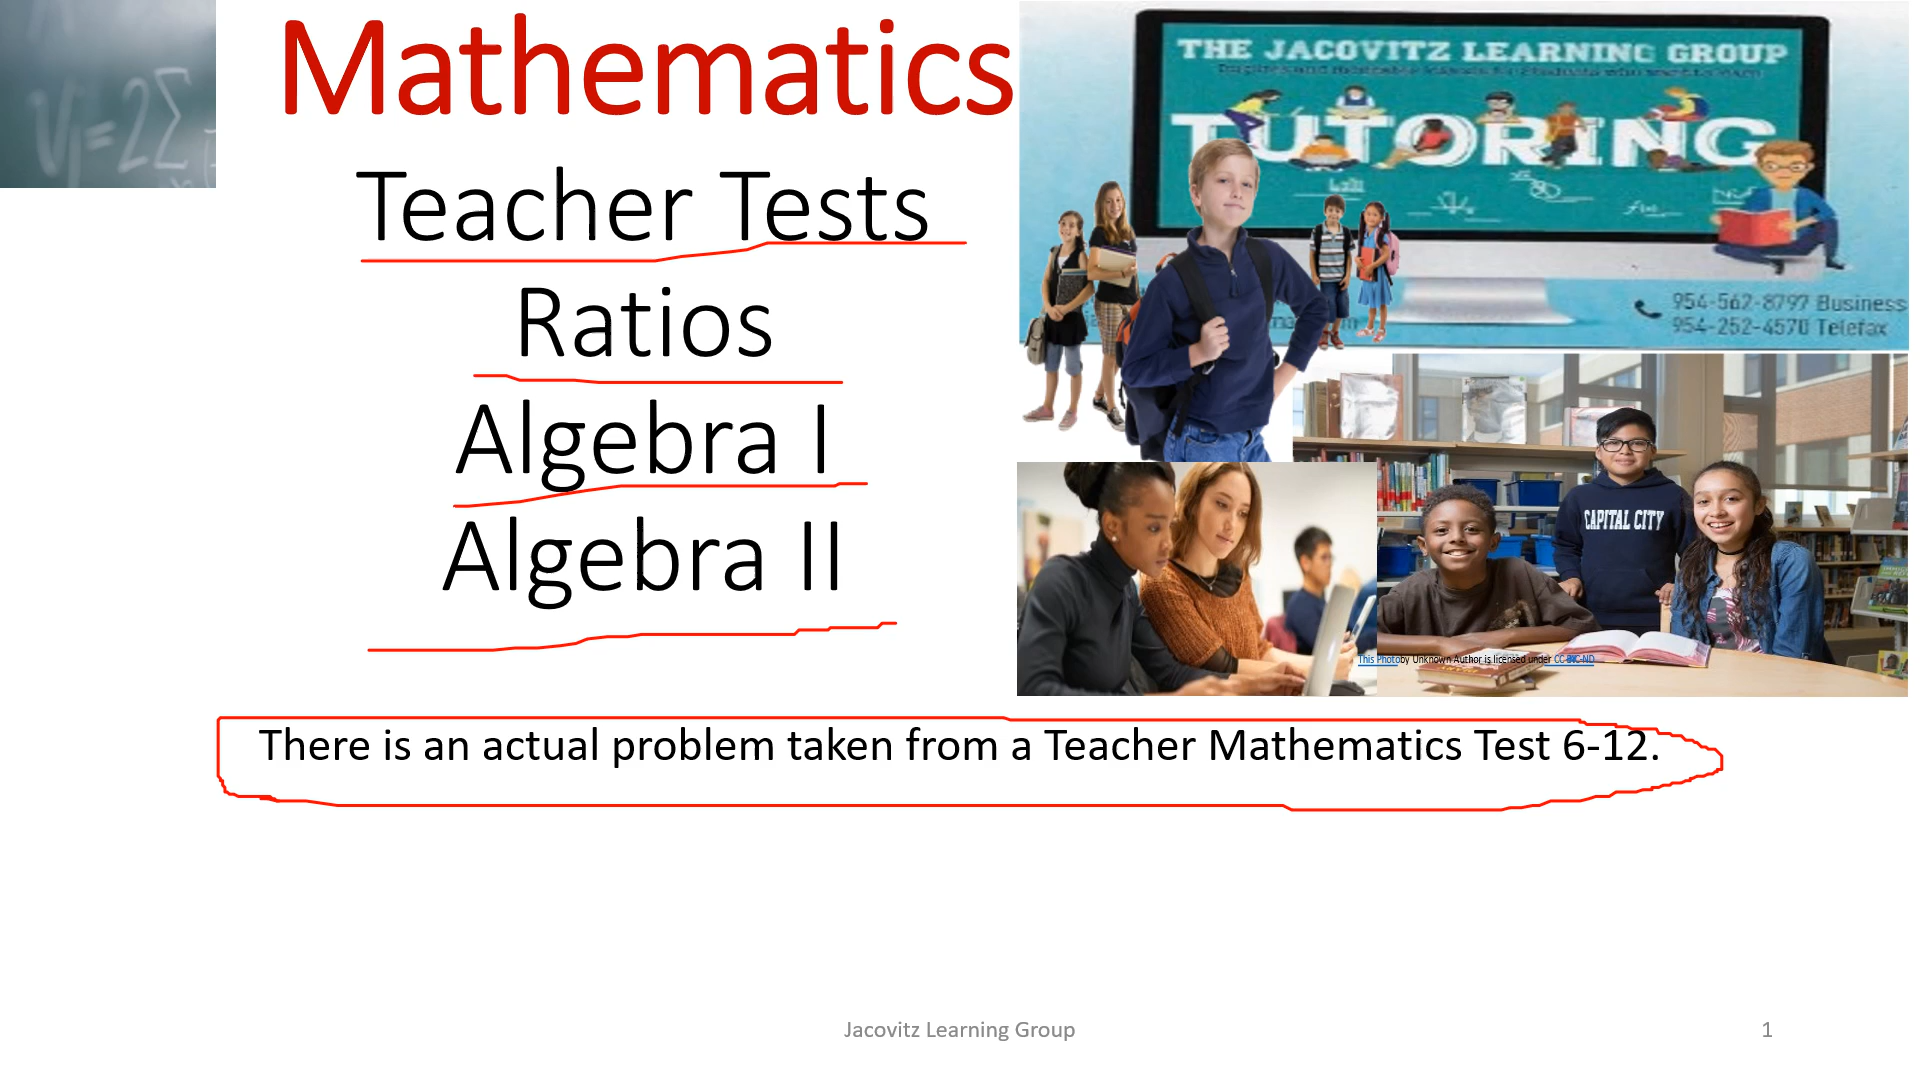 Mathematics
Teacher Tests
Ratios
Algebra I
Algebra II
There is an actual problem taken from a Teacher Mathematics Test 6-12.
V = 2Σ
THE JACOVITZ LEARNING GROUP
TUTORING
954-562-8797 Business
954-252-4570 Telefax
CAPITAL CITY
This Photo by Unknown Author is licensed under CC BY-NC-ND
Jacovitz Learning Group
1